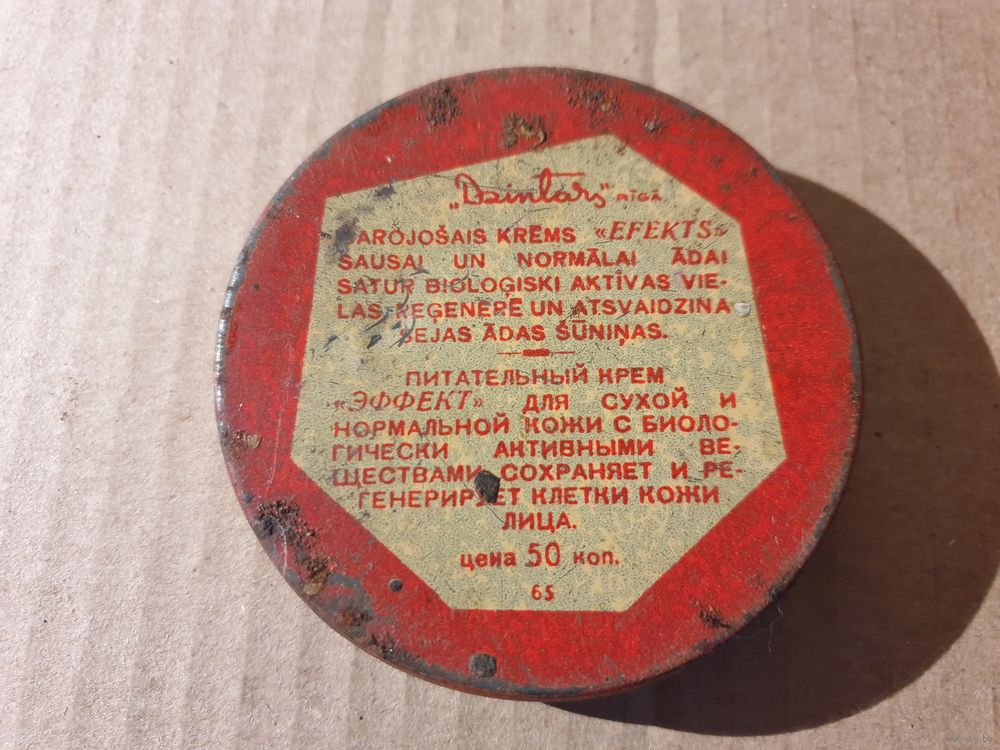 „Dzintars" RĪGĀ
BAROJOŠAIS KRĒMS «EFEKTS»
SAUSAI UN NORMĀLAI ĀDAI
SATUR BIOLOĢISKI AKTĪVAS VIE-
LAS, REĢENERĒ UN ATSVAIDZINA
SEJAS ĀDAS ŠŪNIŅAS.
ПИТАТЕЛЬНЫЙ КРЕМ
«ЭФФЕКТ» ДЛЯ СУХОЙ И
НОРМАЛЬНОЙ КОЖИ С БИОЛО-
ГИЧЕСКИ АКТИВНЫМИ ВЕ-
ЩЕСТВАМИ СОХРАНЯЕТ И РЕ-
ГЕНЕРИРУЕТ КЛЕТКИ КОЖИ
ЛИЦА.
цена 50 коп.
65